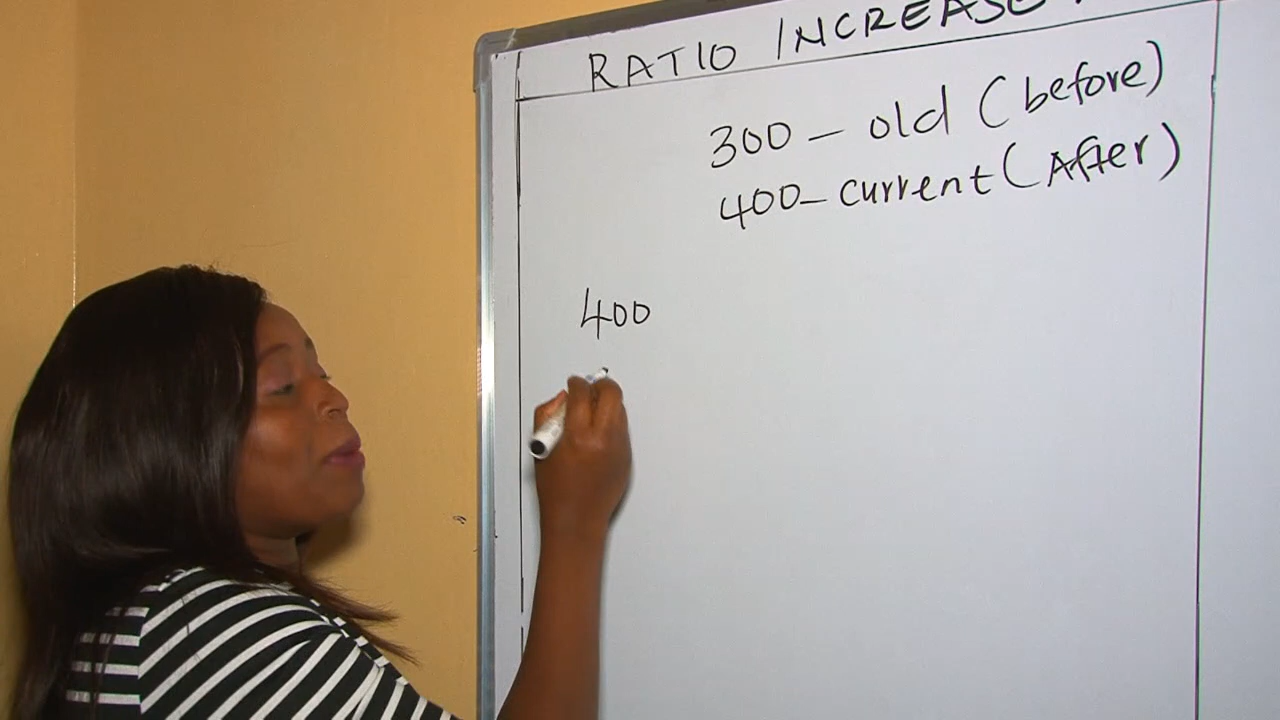 RATIO INCREASE
300 - old (before)
400 - current (After)
400